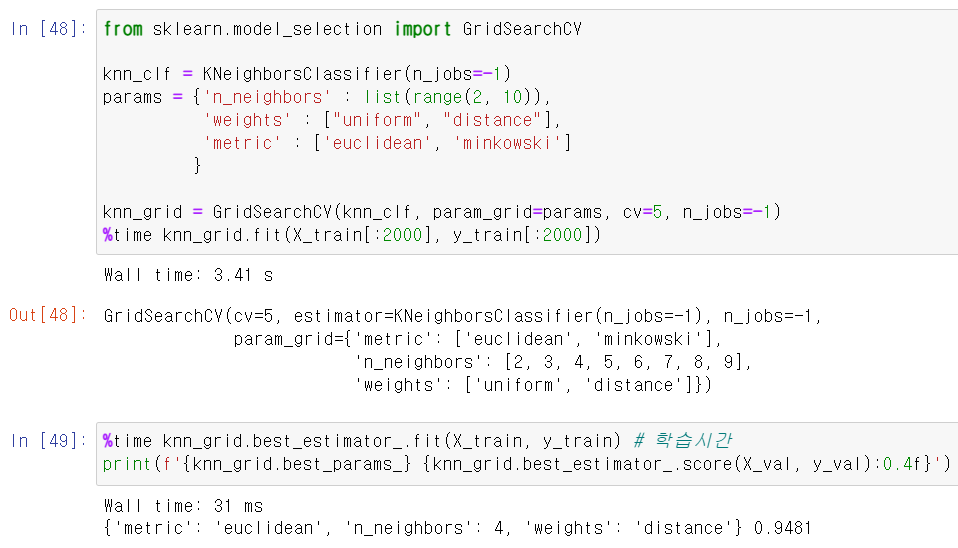 In [48]: from sklearn.model_selection import GridSearchCV
knn_clf = KNeighborsClassifier(n_jobs=-1)
params = {'n_neighbors' : list(range(2, 10)),
'weights' : ["uniform", "distance"],
'metric' : ['euclidean', 'minkowski']
}
knn_grid = GridSearchCV(knn_clf, param_grid=params, cv=5, n_jobs=-1)
%time knn_grid.fit(X_train[:2000], y_train[:2000])
Wall time: 3.41 s
Out[48]: GridSearchCV(cv=5, estimator=KNeighborsClassifier(n_jobs=-1), n_jobs=-1,
param_grid={'metric': ['euclidean', 'minkowski'],
'n_neighbors': [2, 3, 4, 5, 6, 7, 8, 9],
'weights': ['uniform', 'distance']})
In [49]: %time knn_grid.best_estimator_.fit(X_train, y_train) # 학습시간
print(f'{knn_grid.best_params_} {knn_grid.best_estimator_.score(X_val, y_val):0.4f}')
Wall time: 31 ms
{'metric': 'euclidean', 'n_neighbors': 4, 'weights': 'distance'} 0.9481